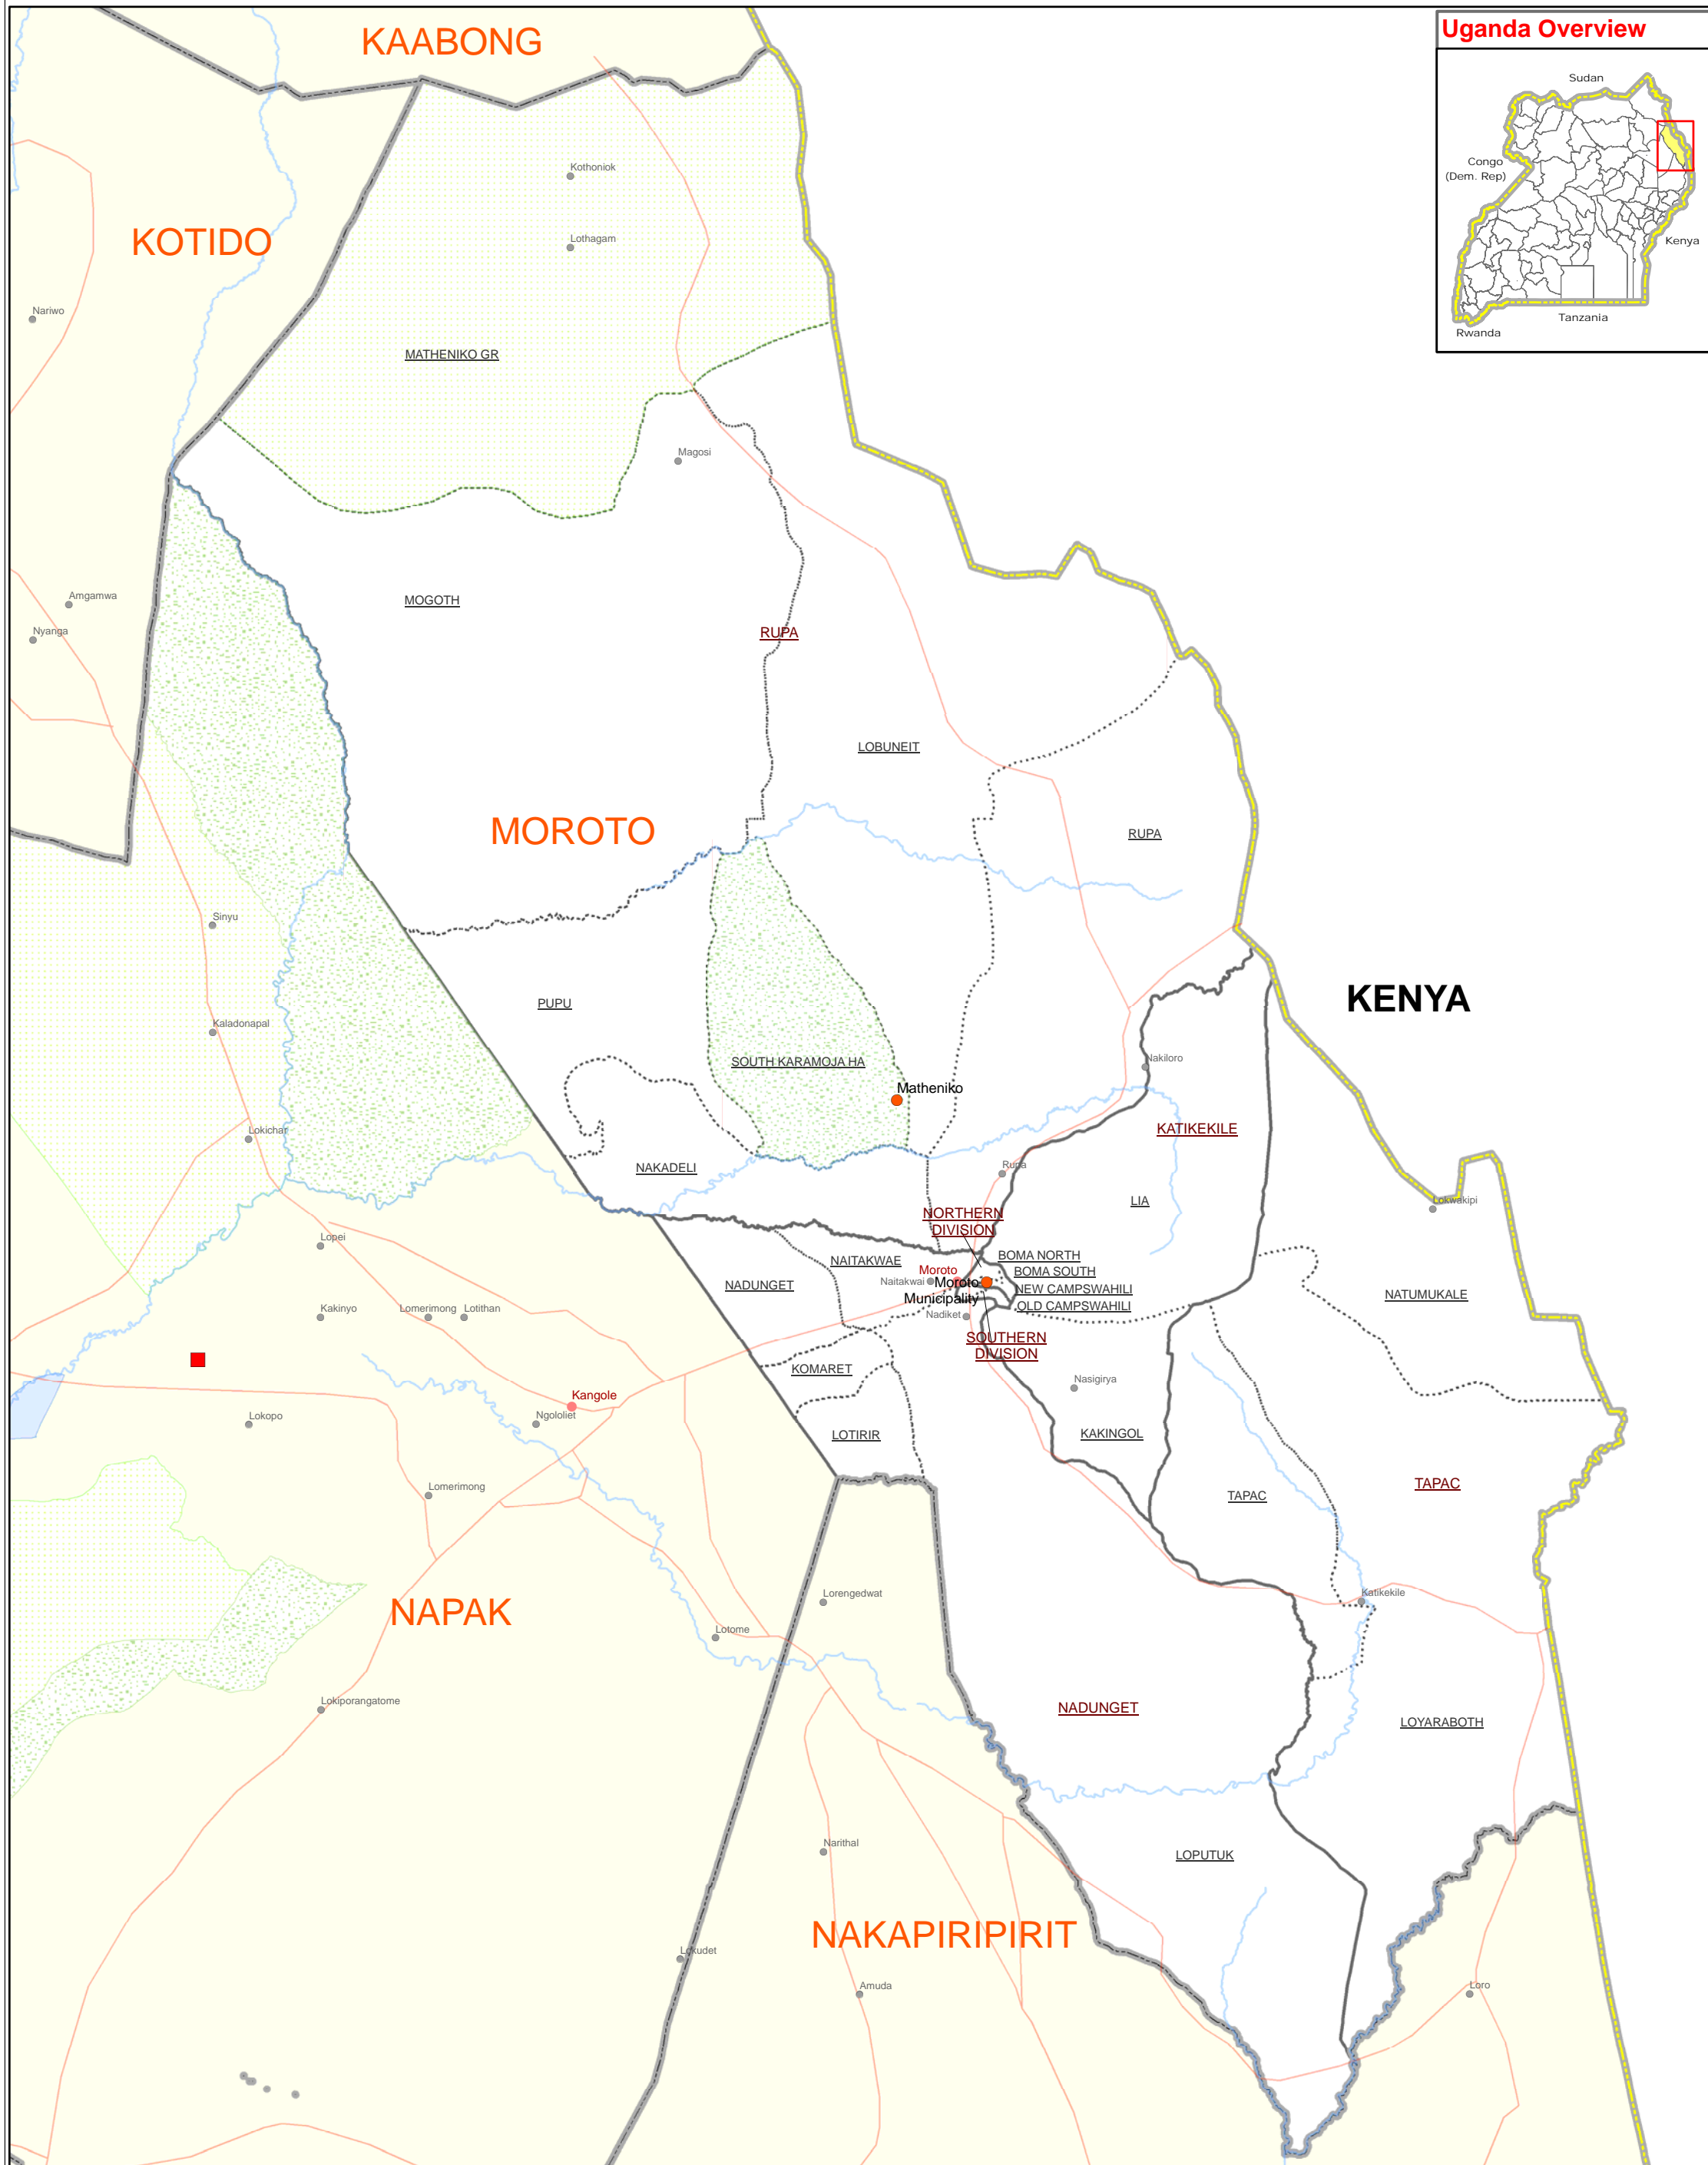 KAABONG
Uganda Overview
Sudan
Congo
(Dem. Rep)
Kenya
Tanzania
Rwanda
Kothoniok
KOTIDO
Lothagam
Nariwo
MATHENIKO GR
Magosi
Amgamwa
MOGOTH
Nyanga
RUPA
LOBUNEIT
MOROTO
RUPA
Sinyu
KENYA
PUPU
Kaladonapal
SOUTH KARAMOJA HA
Nakiloro
Matheniko
KATIKEKILE
Lokichar
NAKADELI
Rupa
LIA
Lokwakipi
NORTHERN
DIVISION
Lopei
BOMA NORTH
NAITAKWAE
BOMA SOUTH
Moroto
NADUNGET
Naitakwai
Moroto
Municipality
NEW CAMPSWAHILI
OLD CAMPSWAHILI
NATUMUKALE
Kakinyo
Lomerimong
Lotithan
Nadiket
SOUTHERN
DIVISION
KOMARET
Nasigirya
Kangole
Lokopo
Ngololiet
LOTIRIR
KAKINGOL
Lomerimong
TAPAC
TAPAC
NAPAK
Lorengedwat
Katikekile
Lotome
Lokiporangatome
NADUNGET
LOYARABOTH
Narithal
LOPUTUK
NAKAPIRIPIRIT
Lokudet
Amuda
Loro